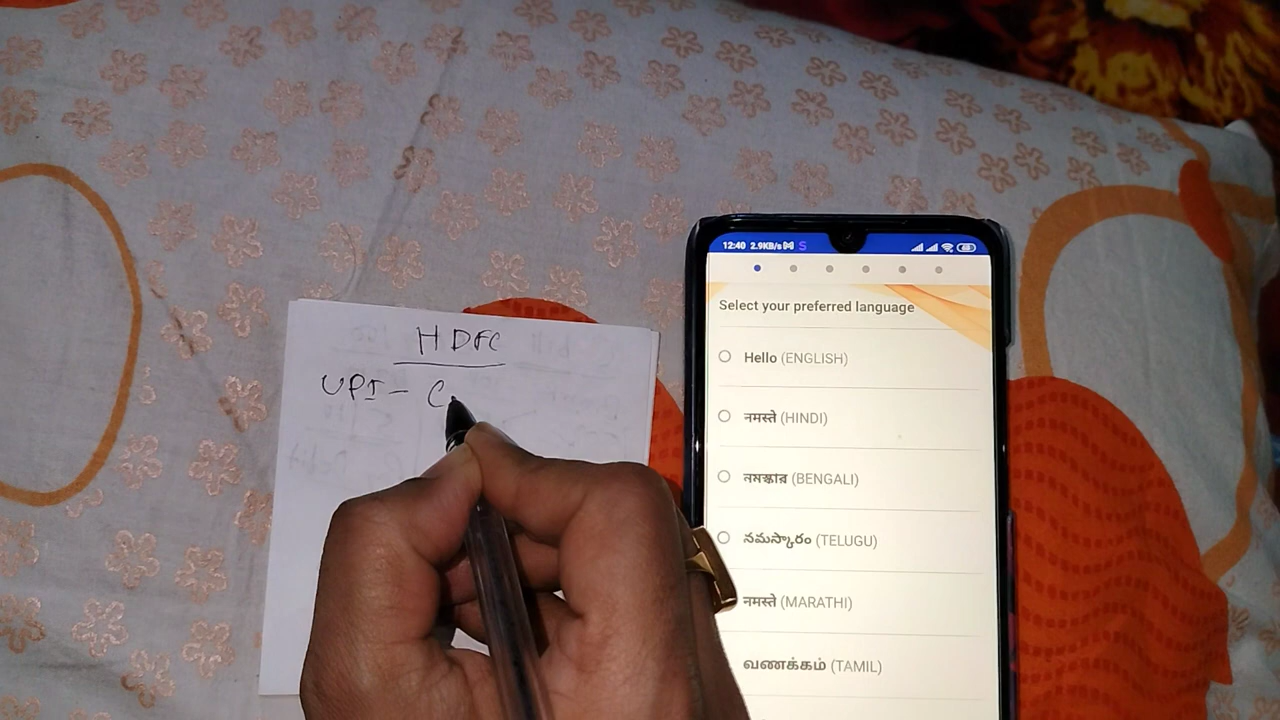 HDFC
UPI - C
12:40 2.9KB/s S
Select your preferred language
Hello (ENGLISH)
नमस्ते (HINDI)
নমস্কার (BENGALI)
నమస్కారం (TELUGU)
नमस्ते (MARATHI)
வணக்கம் (TAMIL)